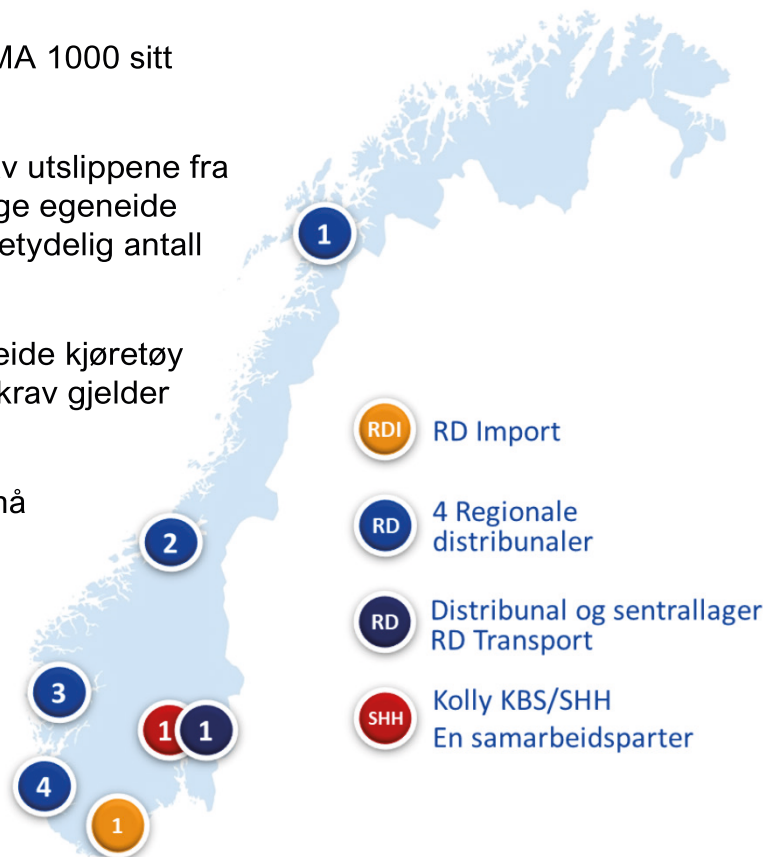 MA 1000 sitt
v utslippene fra
ge egeneide
etydelig antall
eide kjøretøy
krav gjelder
nå
1
2
3
4
1
1
1
RDI
RD Import
RD
4 Regionale
distribunaler
RD
Distribunal og sentrallager
RD Transport
SHH
Kolly KBS/SHH
En samarbeidsparter